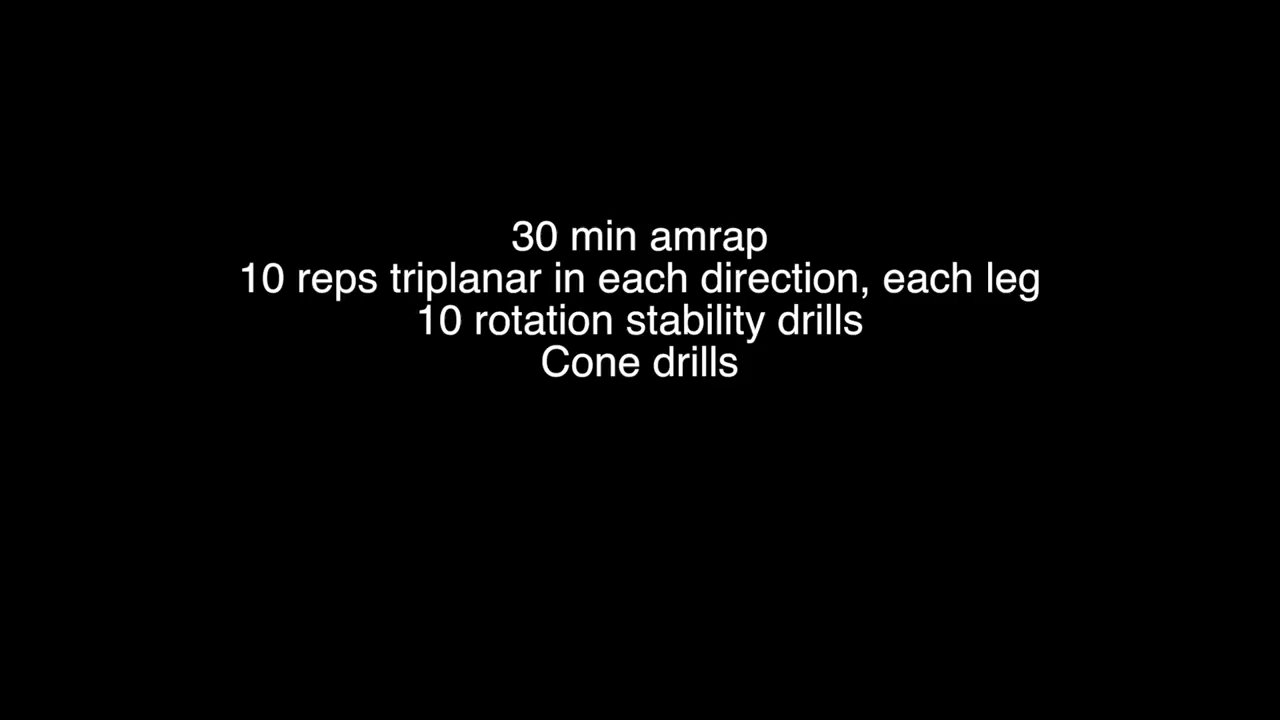 30 min amrap
10 reps triplanar in each direction, each leg
10 rotation stability drills
Cone drills